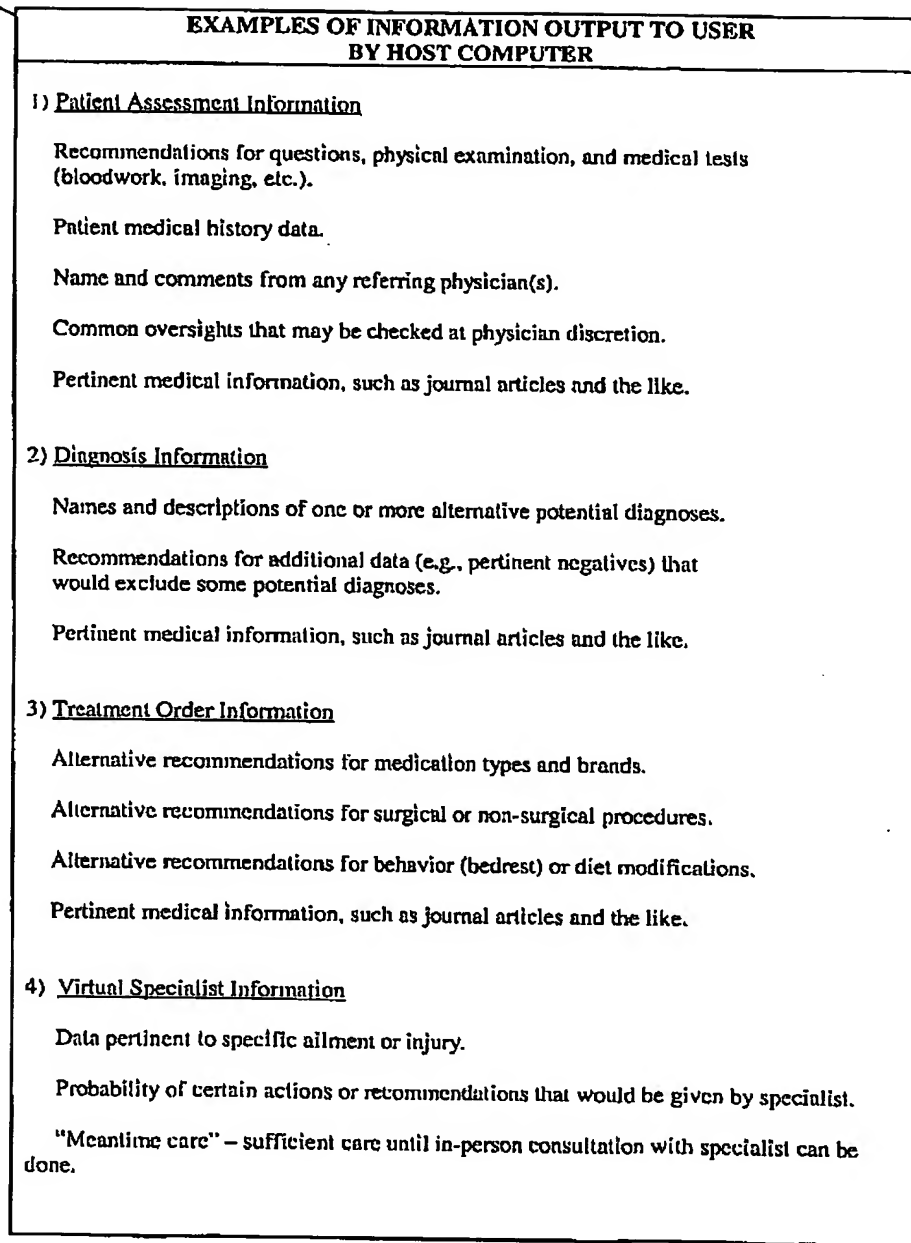 EXAMPLES OF INFORMATION OUTPUT TO USER
BY HOST COMPUTER
1) Patient Assessment Information
Recommendations for questions, physical examination, and medical tests
(bloodwork, imaging, etc.).
Patient medical history data.
Name and comments from any referring physician(s).
Common oversights that may be checked at physician discretion.
Pertinent medical information, such as journal articles and the like.
2) Diagnosis Information
Names and descriptions of one or more alternative potential diagnoses.
Recommendations for additional data (e.g., pertinent negatives) that
would exclude some potential diagnoses.
Pertinent medical information, such as journal articles and the like.
3) Treatment Order Information
Alternative recommendations for medication types and brands.
Alternative recommendations for surgical or non-surgical procedures.
Alternative recommendations for behavior (bedrest) or diet modifications.
Pertinent medical information, such as journal articles and the like.
4) Virtual Specialist Information
Data pertinent to specific ailment or injury.
Probability of certain actions or recommendations that would be given by specialist.
"Meantime care" – sufficient care until in-person consultation with specialist can be
done.